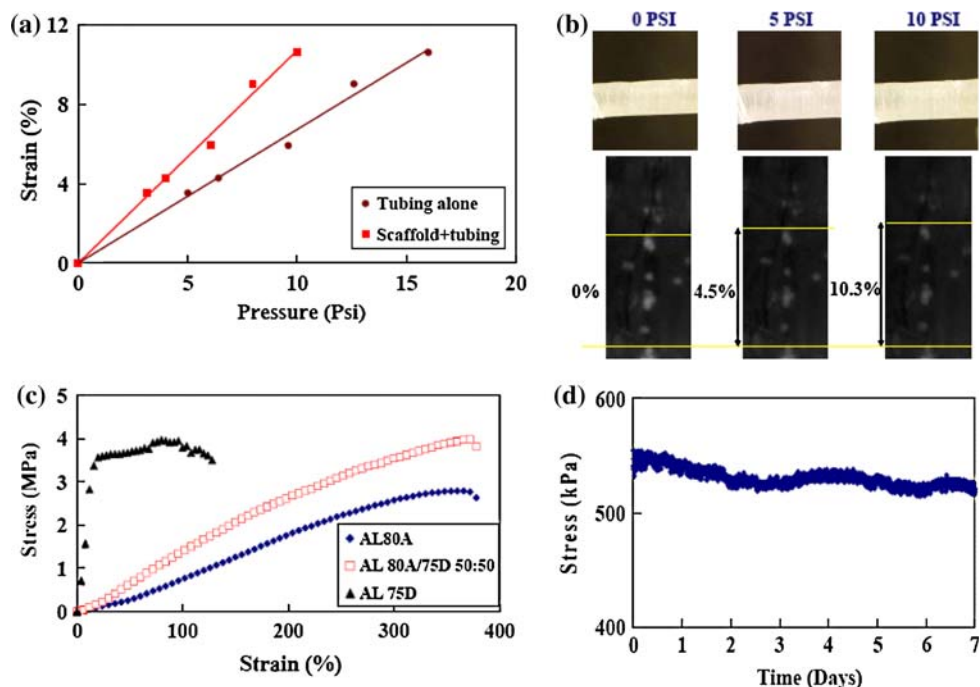 (a)
12
8
4
0
Strain (%)
Tubing alone
Scaffold+tubing
0 5 10 15 20
Pressure (Psi)
(b)
0 PSI 5 PSI 10 PSI
0% 4.5% 10.3%
(c)
5
4
3
2
1
0
Stress (MPa)
AL80A
AL 80A/75D 50:50
AL 75D
0 100 200 300 400
Strain (%)
(d)
600
500
400
Stress (kPa)
0 1 2 3 4 5 6 7
Time (Days)